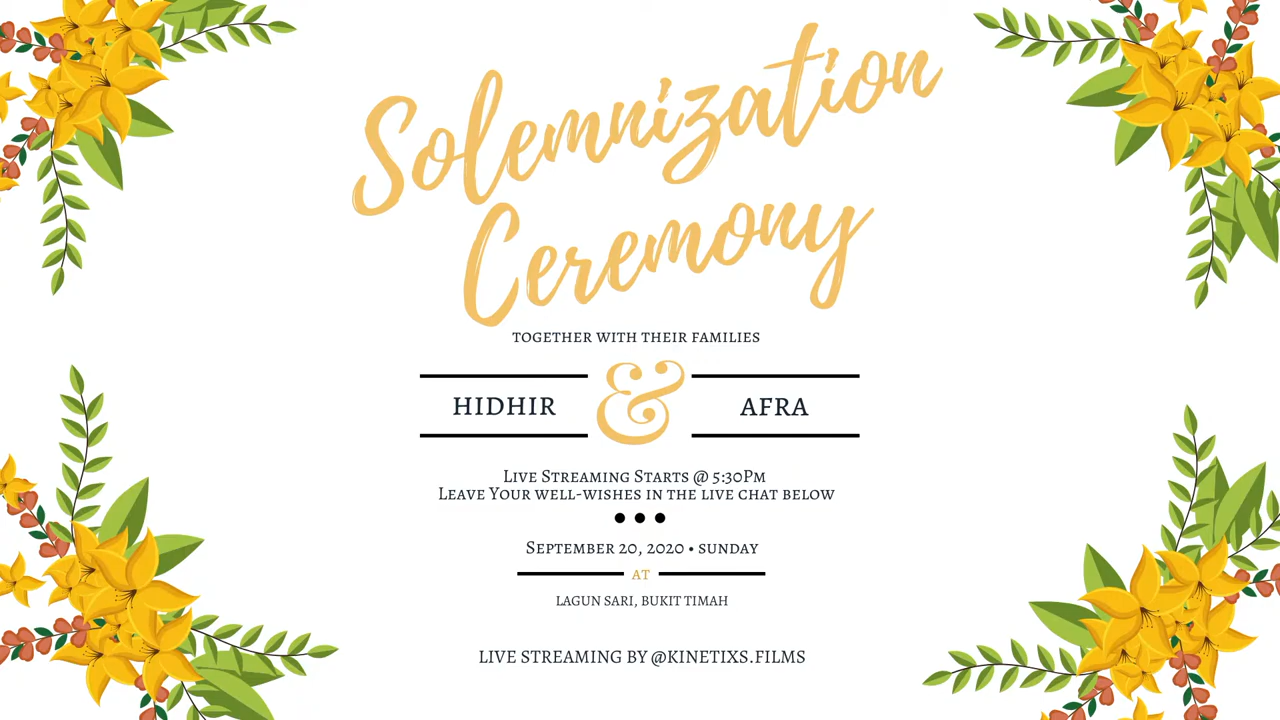 Solemnization
Ceremony
TOGETHER WITH THEIR FAMILIES
HIDHIR & AFRA
Live Streaming Starts @ 5:30Pm
Leave Your well-wishes in the live chat below
September 20, 2020 • sunday
AT
LAGUN SARI, BUKIT TIMAH
LIVE STREAMING BY @KINETIXS.FILMS